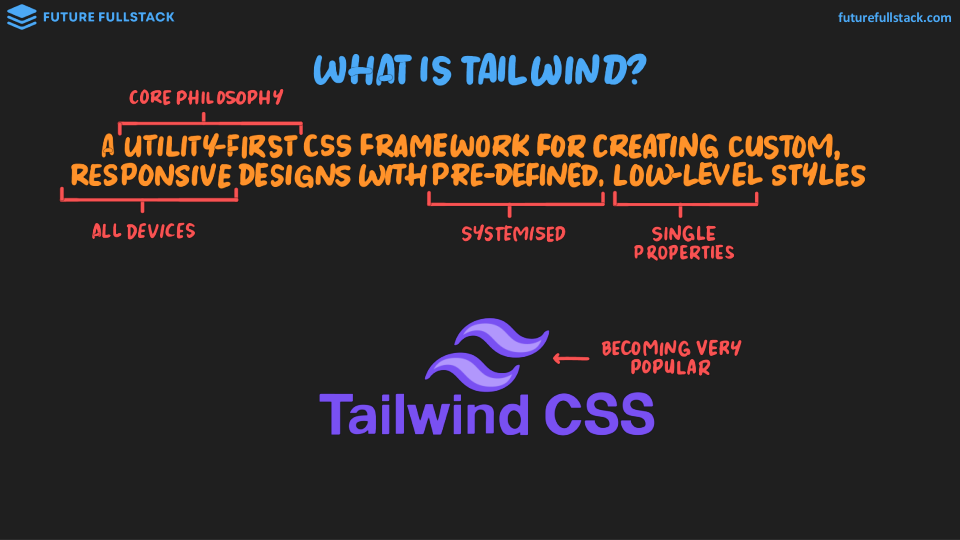 FUTURE FULLSTACK
futurefullstack.com
WHAT IS TAILWIND?
CORE PHILOSOPHY
A UTILITY-FIRST CSS FRAMEWORK FOR CREATING CUSTOM,
RESPONSIVE DESIGNS WITH PRE-DEFINED, LOW-LEVEL STYLES
ALL DEVICES
SYSTEMISED
SINGLE
PROPERTIES
BECOMING VERY
POPULAR
Tailwind CSS